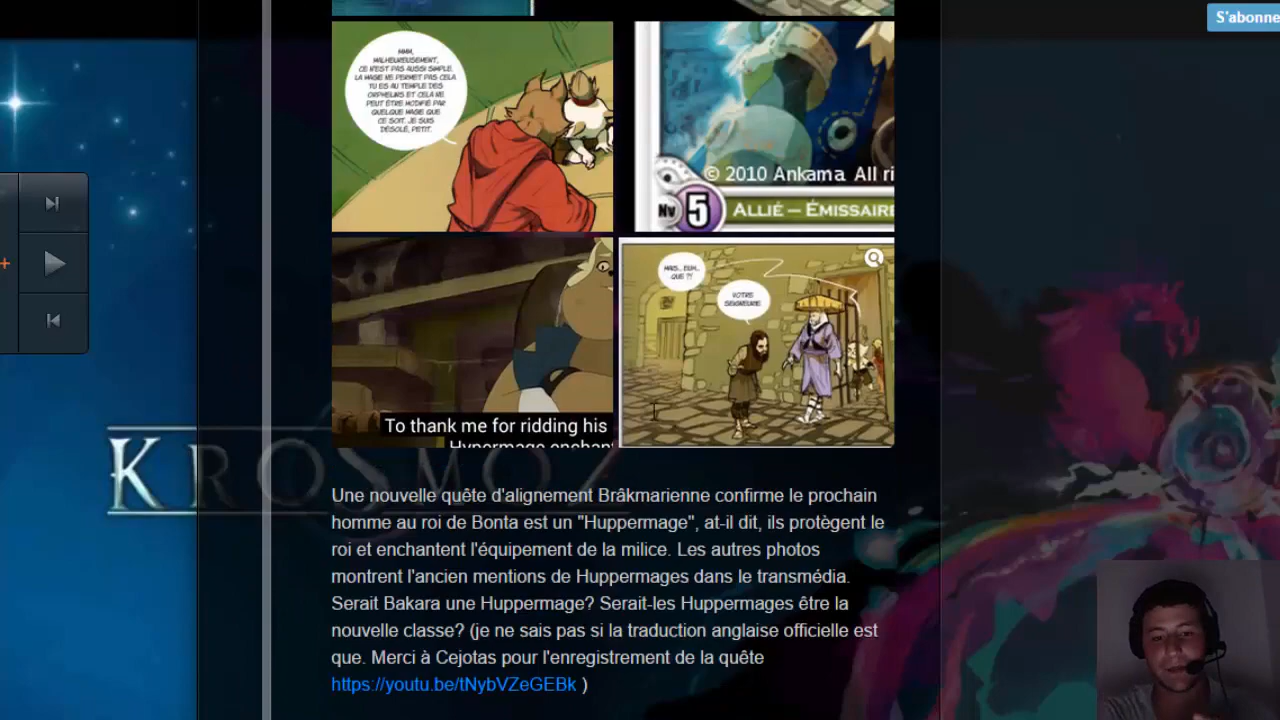 S'abonne
MMM,
MALHEUREUSEMENT,
CE N'EST PAS AUSSI SIMPLE.
LA MAGIE NE PERMET PAS CELA
TU ES AU TEMPLE DES
ORPHELINS ET CELA NE
PEUT ÊTRE MODIFIÉ PAR
QUELQUE MAGIE QUE
CE SOIT. JE SUIS
DÉSOLÉ, PETIT.
© 2010 Ankama. All ri
Nv 5 ALLIÉ – ÉMISSAIRE
MAIS...EUH...
QUE ?!
VOTRE
SEIGNEURIE
To thank me for ridding his
Hypermage enchant
KROSMOZ
Une nouvelle quête d'alignement Brâkmarienne confirme le prochain
homme au roi de Bonta est un "Huppermage", at-il dit, ils protègent le
roi et enchantent l'équipement de la milice. Les autres photos
montrent l'ancien mentions de Huppermages dans le transmédia.
Serait Bakara une Huppermage? Serait-les Huppermages être la
nouvelle classe? (je ne sais pas si la traduction anglaise officielle est
que. Merci à Cejotas pour l'enregistrement de la quête
https://youtu.be/tNybVZeGEBk )